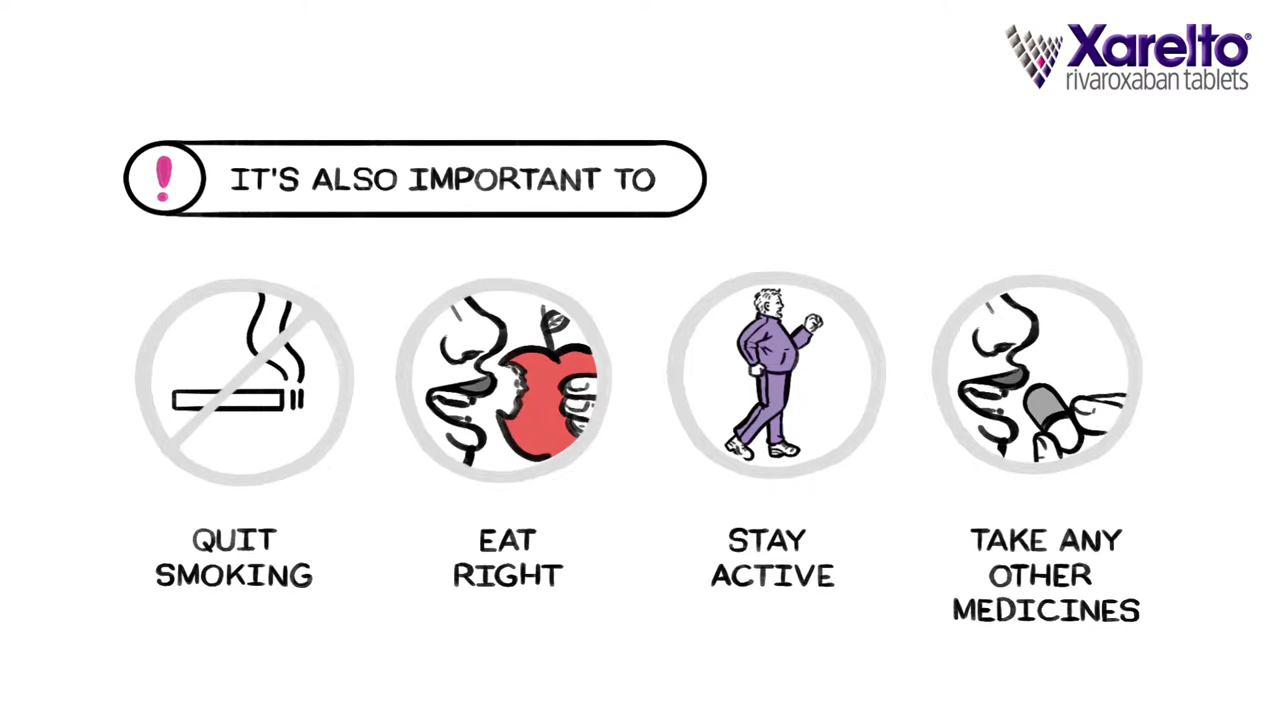 Xarelto®
rivaroxaban tablets
! IT'S ALSO IMPORTANT TO
QUIT
SMOKING
EAT
RIGHT
STAY
ACTIVE
TAKE ANY
OTHER
MEDICINES